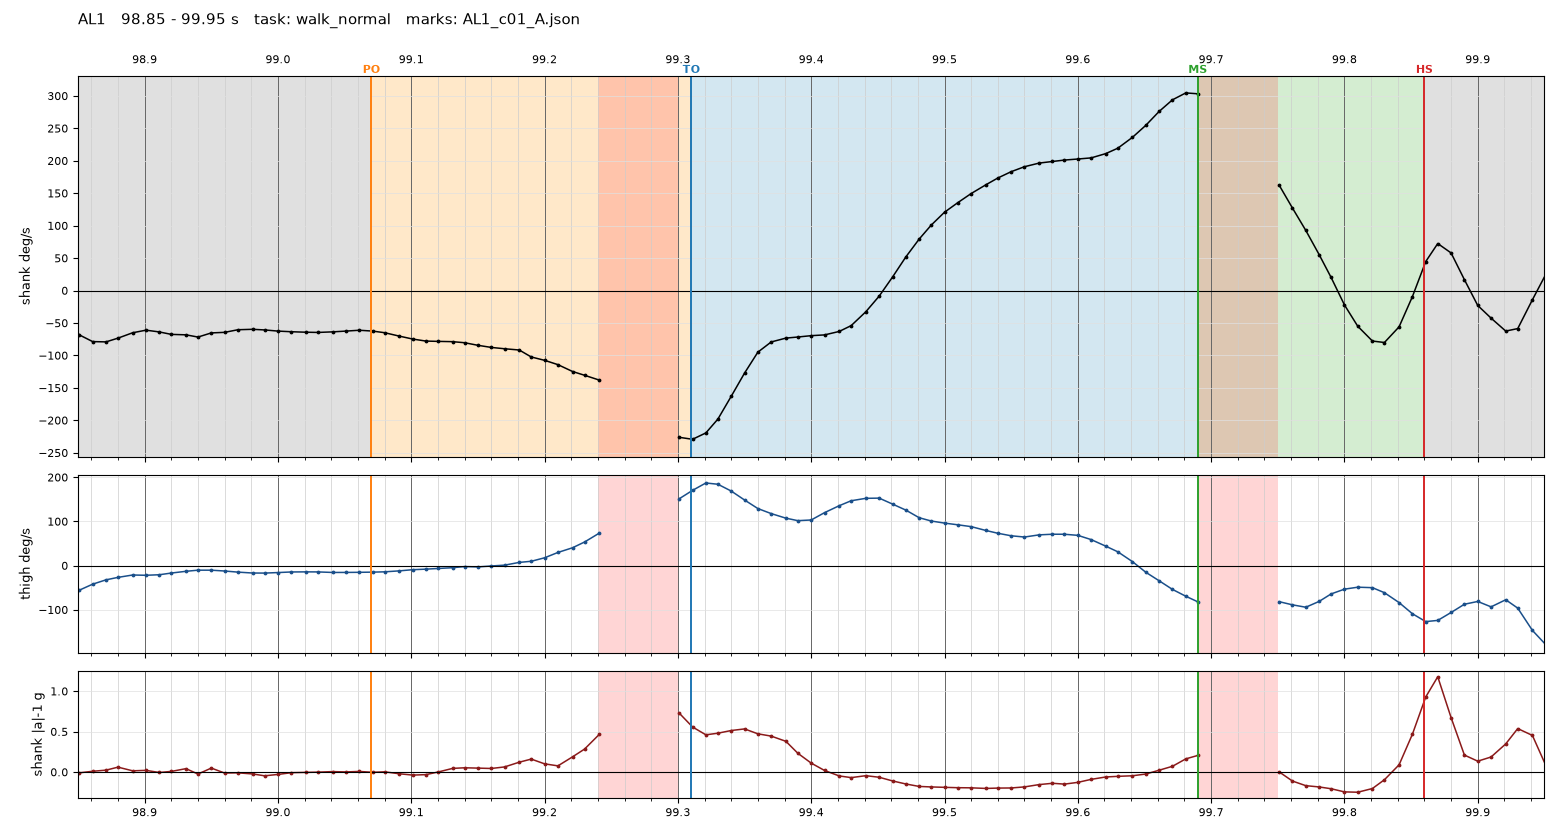 AL1   98.85 - 99.95 s   task: walk_normal   marks: AL1_c01_A.json
98.9 99.0 99.1 99.2 99.3 99.4 99.5 99.6 99.7 99.8 99.9
PO TO MS HS
shank deg/s
300
250
200
150
100
50
0
−50
−100
−150
−200
−250
thigh deg/s
200
100
0
−100
shank |a|-1 g
1.0
0.5
0.0
98.9 99.0 99.1 99.2 99.3 99.4 99.5 99.6 99.7 99.8 99.9